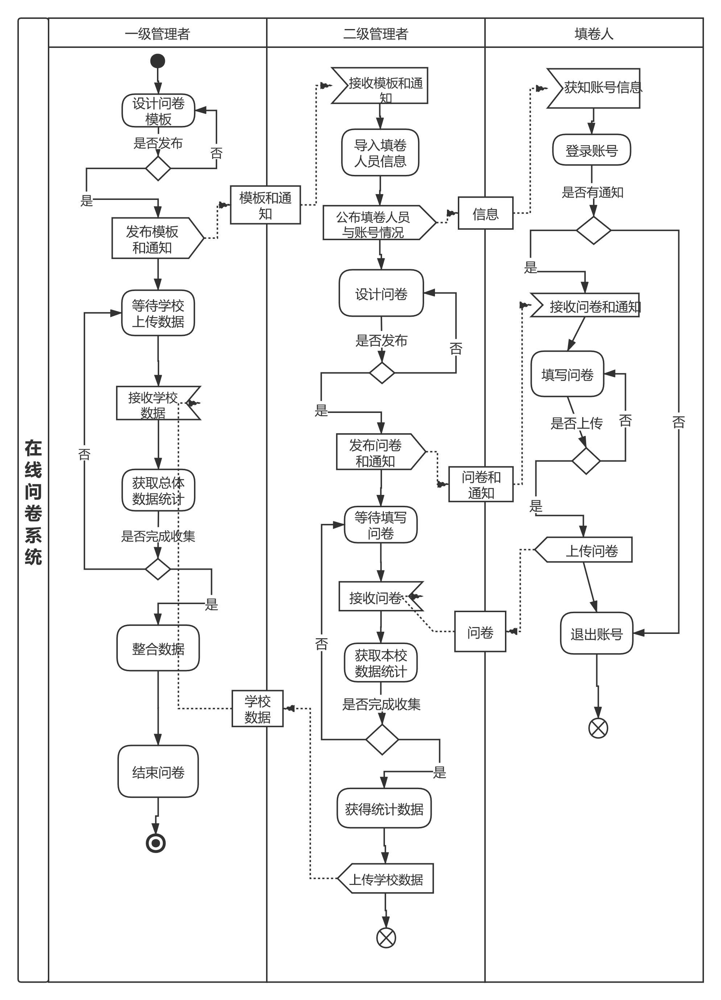 在
线
问
卷
系
统
一级管理者
二级管理者
填卷人
设计问卷
模板
是否发布
否
是
发布模板
和通知
等待学校
上传数据
接收学校
数据
否
获取总体
数据统计
是否完成收集
是
整合数据
结束问卷
模板和通
知
学校
数据
接收模板和通
知
导入填卷
人员信息
公布填卷人员
与账号情况
设计问卷
是否发布
否
是
发布问卷
和通知
等待填写
问卷
接收问卷
否
获取本校
数据统计
是否完成收集
是
获得统计数据
上传学校数据
信息
问卷和
通知
问卷
获知账号信息
登录账号
是否有通知
是
接收问卷和通知
填写问卷
是否上传
否
否
是
上传问卷
退出账号